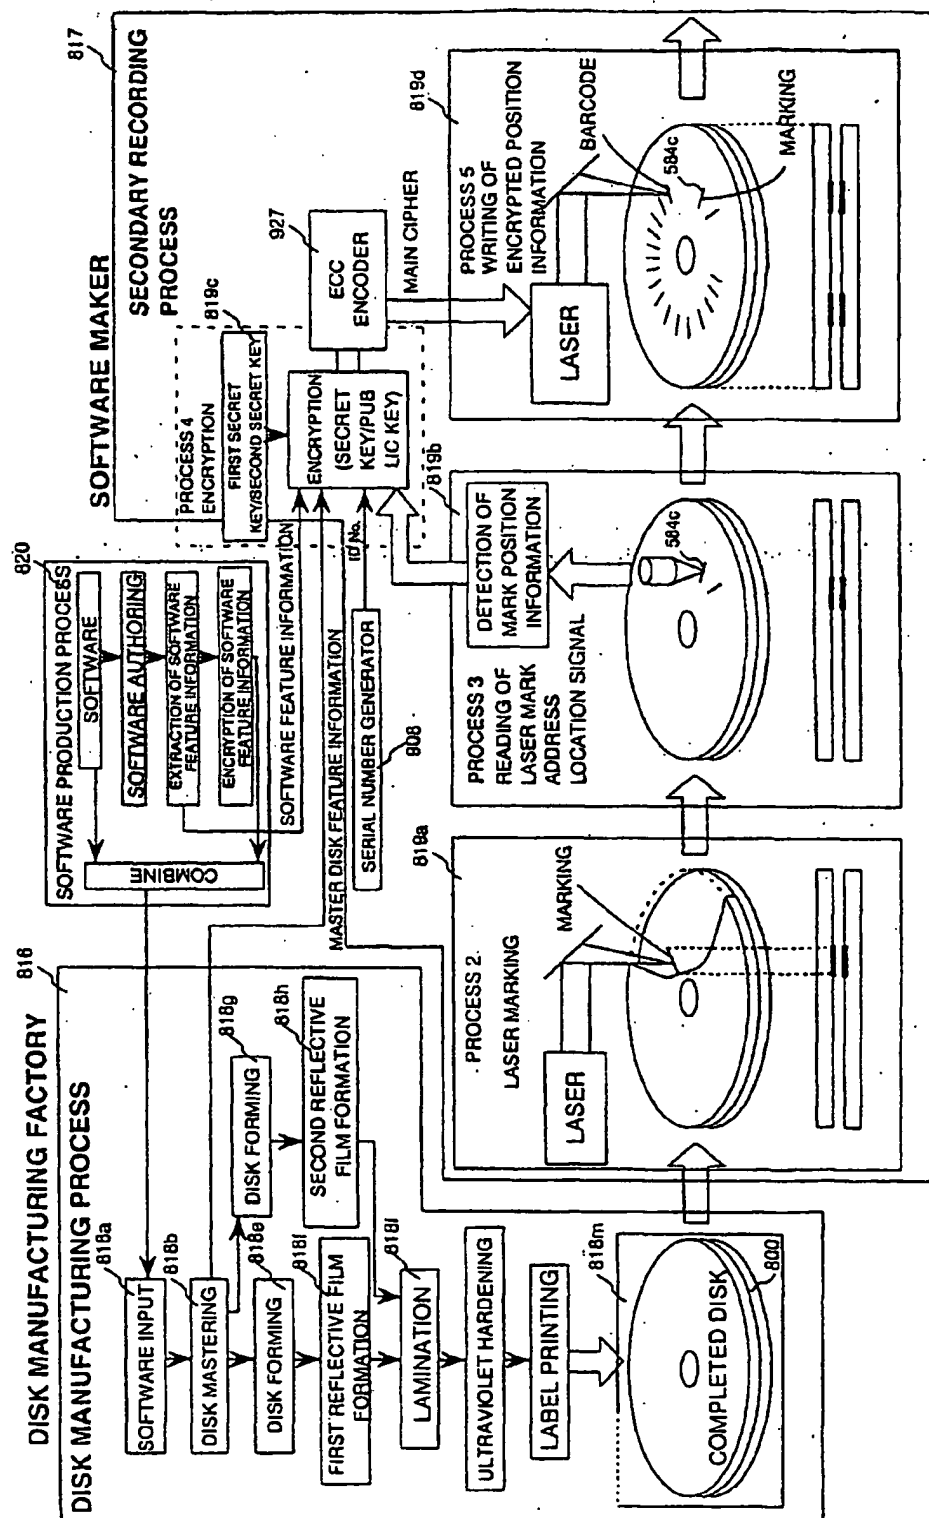 DISK MANUFACTURING FACTORY
DISK MANUFACTURING PROCESS
816
818a
SOFTWARE INPUT
818b
DISK MASTERING
818e
DISK FORMING
818f
FIRST REFLECTIVE FILM
FORMATION
818g
DISK FORMING
818h
SECOND REFLECTIVE
FILM FORMATION
818i
LAMINATION
ULTRAVIOLET HARDENING
LABEL PRINTING
818m
COMPLETED DISK
800
820
SOFTWARE PRODUCTION PROCESS
SOFTWARE
SOFTWARE AUTHORING
EXTRACTION OF SOFTWARE
FEATURE INFORMATION
ENCRYPTION OF SOFTWARE
FEATURE INFORMATION
COMBINE
SOFTWARE FEATURE INFORMATION
MASTER DISK FEATURE INFORMATION
SERIAL NUMBER GENERATOR
808
ID No.
SOFTWARE MAKER
817
SECONDARY RECORDING
PROCESS
PROCESS 4
ENCRYPTION
819c
FIRST SECRET
KEY/SECOND SECRET KEY
ENCRYPTION
(SECRET
KEY/PUB
LIC KEY)
927
ECC
ENCODER
MAIN CIPHER
819a
PROCESS 2
LASER MARKING
LASER
MARKING
819b
PROCESS 3
READING OF
LASER MARK
ADDRESS
LOCATION SIGNAL
DETECTION OF
MARK POSITION
INFORMATION
584c
819d
PROCESS 5
WRITING OF
ENCRYPTED POSITION
INFORMATION
LASER
BARCODE
584c
MARKING